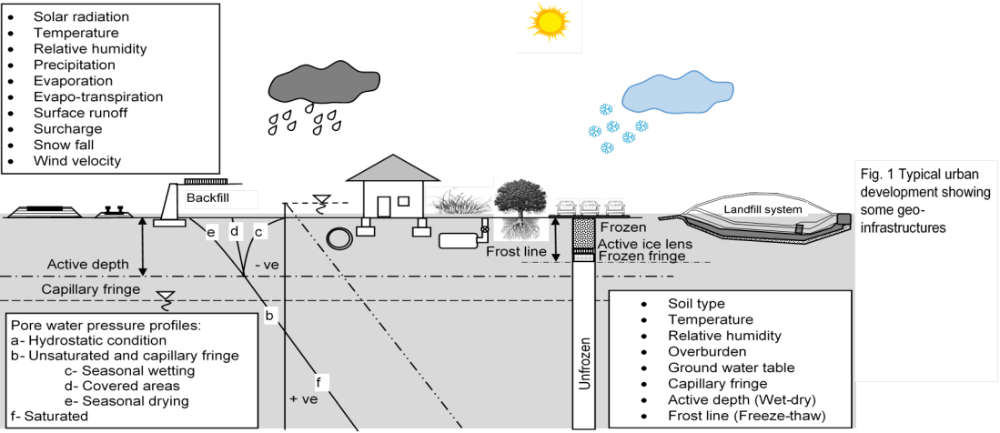 • Solar radiation
• Temperature
• Relative humidity
• Precipitation
• Evaporation
• Evapo-transpiration
• Surface runoff
• Surcharge
• Snow fall
• Wind velocity
Backfill
Landfill system
Fig. 1 Typical urban
development showing
some geo-
infrastructures
e
d
c
- ve
Frost line
Frozen
Active ice lens
Frozen fringe
Active depth
Capillary fringe
b
f
+ ve
Unfrozen
Pore water pressure profiles:
a- Hydrostatic condition
b- Unsaturated and capillary fringe
c- Seasonal wetting
d- Covered areas
e- Seasonal drying
f- Saturated
• Soil type
• Temperature
• Relative humidity
• Overburden
• Ground water table
• Capillary fringe
• Active depth (Wet-dry)
• Frost line (Freeze-thaw)